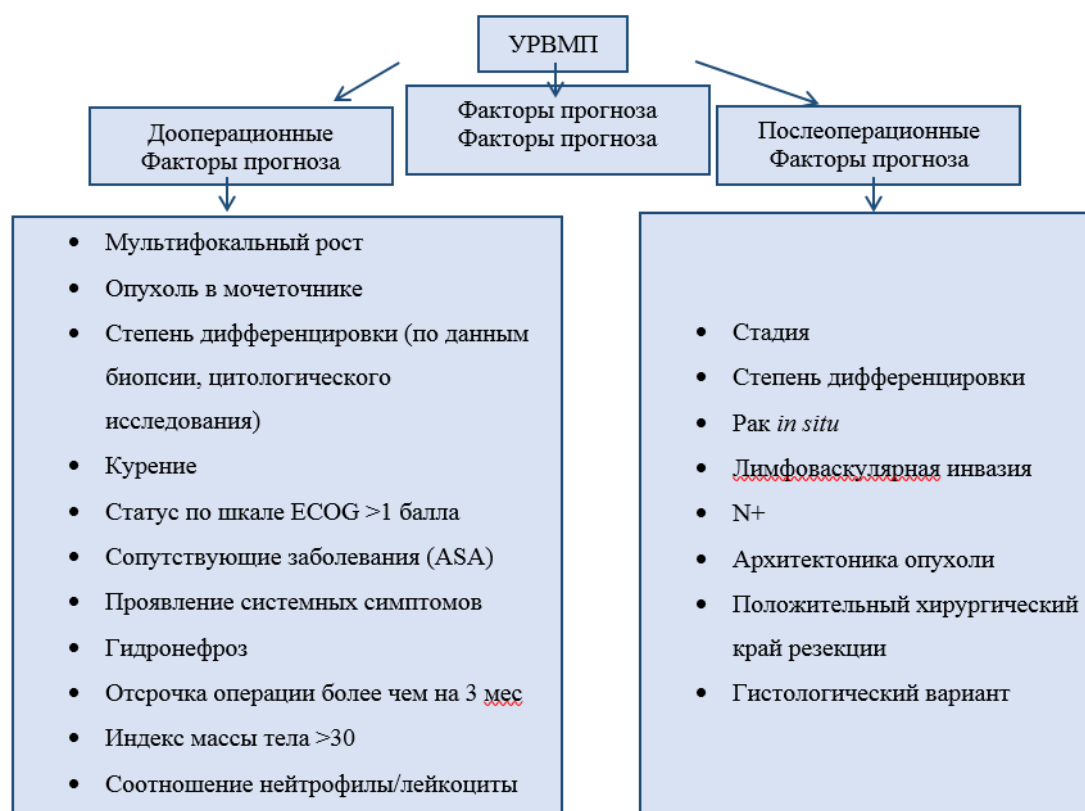 УРВМП
Факторы прогноза
Факторы прогноза
Дооперационные
Факторы прогноза
Послеоперационные
Факторы прогноза
• Мультифокальный рост
• Опухоль в мочеточнике
• Степень дифференцировки (по данным
биопсии, цитологического
исследования)
• Курение
• Статус по шкале ECOG >1 балла
• Сопутствующие заболевания (ASA)
• Проявление системных симптомов
• Гидронефроз
• Отсрочка операции более чем на 3 мес
• Индекс массы тела >30
• Соотношение нейтрофилы/лейкоциты
• Стадия
• Степень дифференцировки
• Рак in situ
• Лимфоваскулярная инвазия
• N+
• Архитектоника опухоли
• Положительный хирургический
край резекции
• Гистологический вариант